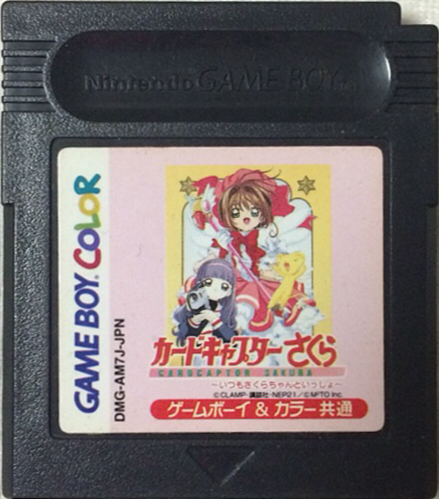 Nintendo GAME BOY TM
GAME BOY COLOR
DMG-AM7J-JPN
カードキャプターさくら
CARDCAPTOR SAKURA
～いつもさくらちゃんといっしょ～
©CLAMP・講談社・NEP21／©M²TO Inc.
ゲームボーイ & カラー共通